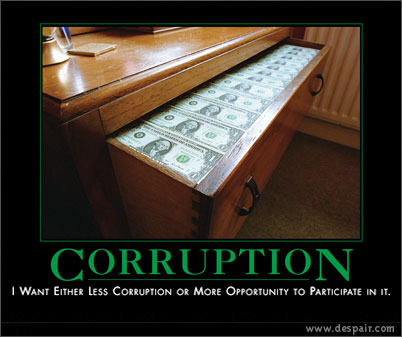 CORRUPTION
I WANT EITHER LESS CORRUPTION OR MORE OPPORTUNITY TO PARTICIPATE IN IT.
www.despair.com